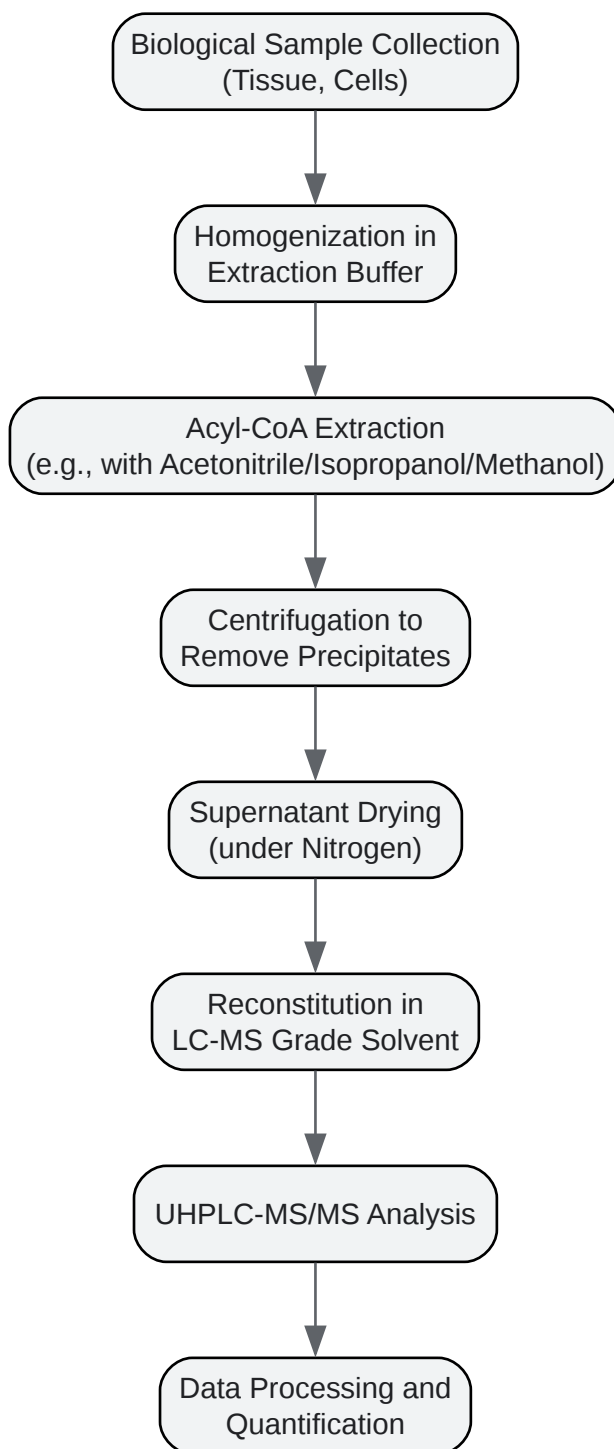 Biological Sample Collection
(Tissue, Cells)
Homogenization in
Extraction Buffer
Acyl-CoA Extraction
(e.g., with Acetonitrile/Isopropanol/Methanol)
Centrifugation to
Remove Precipitates
Supernatant Drying
(under Nitrogen)
Reconstitution in
LC-MS Grade Solvent
UHPLC-MS/MS Analysis
Data Processing and
Quantification